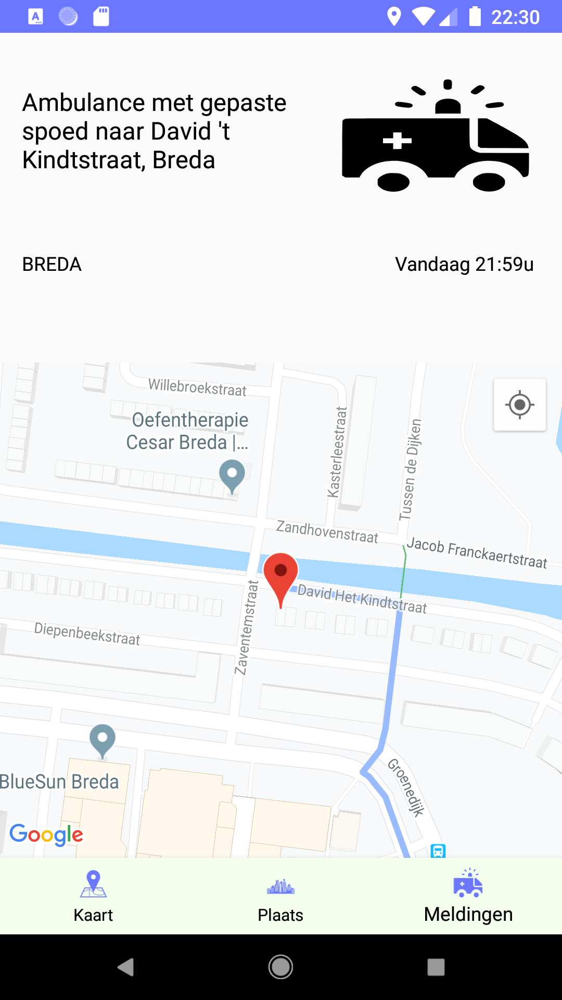 22:30
Ambulance met gepaste
spoed naar David 't
Kindtstraat, Breda
BREDA
Vandaag 21:59u
Willebroekstraat
Oefentherapie
Cesar Breda |...
Kasterleestraat
Tussen de Dijken
Zandhovenstraat
Jacob Franckaertstraat
David Het Kindtstraat
Zaventemstraat
Diepenbeekstraat
Groenedijk
BlueSun Breda
Google
Kaart
Plaats
Meldingen